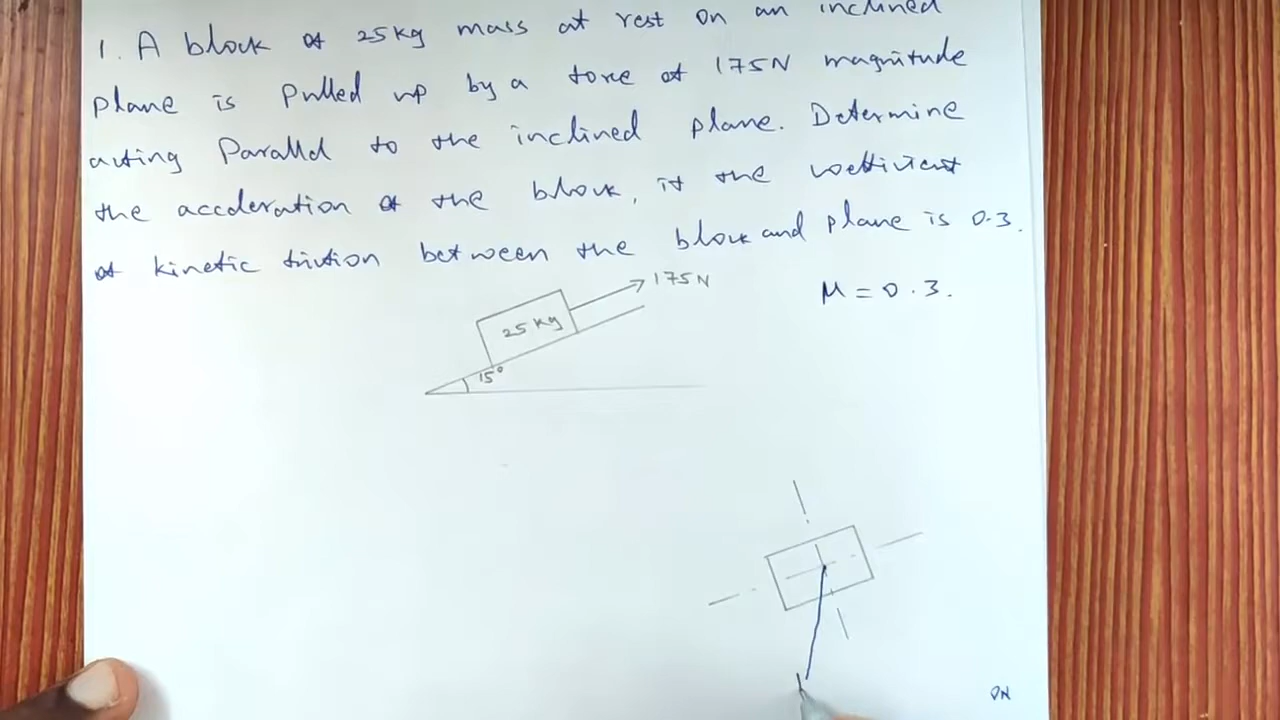 1. A block of 25kg mass at rest on an inclined
plane is pulled up by a force of 175N magnitude
acting Parallel to the inclined plane. Determine
the acceleration of the block, if the coefficient
of kinetic friction between the block and plane is 0.3.
175N
μ = 0.3.
25 kg
15°